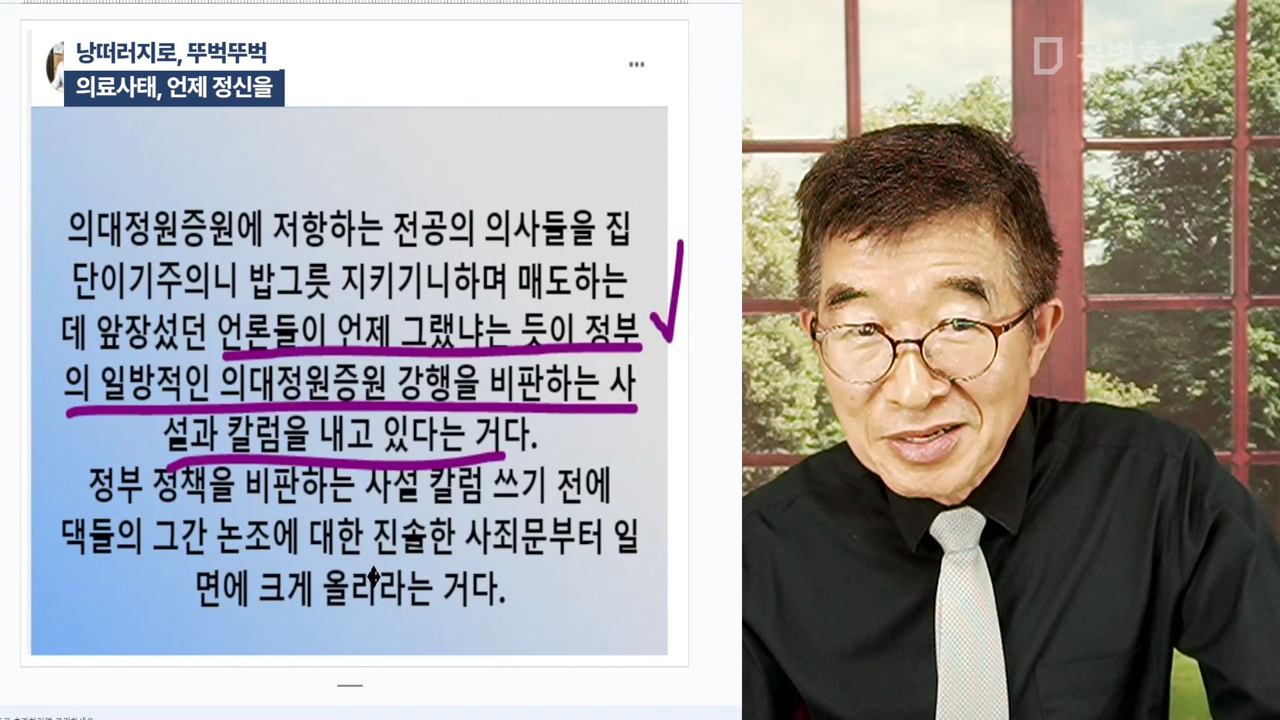 낭떠러지로, 뚜벅뚜벅
의료사태, 언제 정신을
공병호TV
의대정원증원에 저항하는 전공의 의사들을 집
단이기주의니 밥그릇 지키기니하며 매도하는
데 앞장섰던 언론들이 언제 그랬냐는 듯이 정부
의 일방적인 의대정원증원 강행을 비판하는 사
설과 칼럼을 내고 있다는 거다.
정부 정책을 비판하는 사설 칼럼 쓰기 전에
댁들의 그간 논조에 대한 진솔한 사죄문부터 일
면에 크게 올리라는 거다.